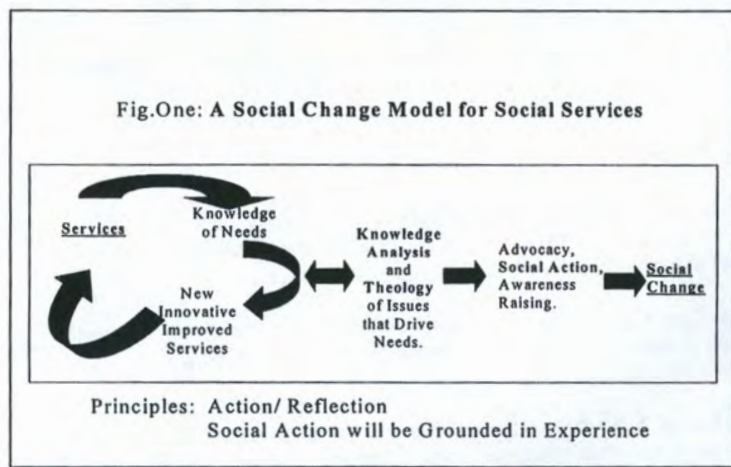 Fig.One: A Social Change Model for Social Services
Services
Knowledge
of Needs
New
Innovative
Improved
Services
Knowledge
Analysis
and
Theology
of Issues
that Drive
Needs.
Advocacy,
Social Action,
Awareness
Raising.
Social
Change
Principles: Action/ Reflection
Social Action will be Grounded in Experience